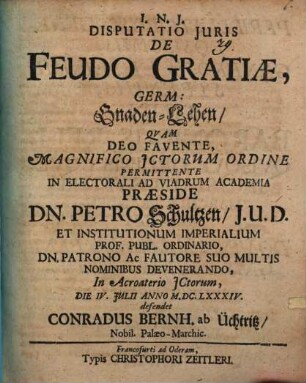 I. N. J.
DISPUTATIO JURIS
DE
29.
FEUDO GRATIÆ,
GERM:
Gnaden-Lehen/
QVAM
DEO FAVENTE,
MAGNIFICO JCTORUM ORDINE
PERMITTENTE
IN ELECTORALI AD VIADRUM ACADEMIA
PRÆSIDE
DN. PETRO Schultzen/ J.U.D.
ET INSTITUTIONUM IMPERIALIUM
PROF. PUBL. ORDINARIO,
DN. PATRONO AC FAUTORE SUO MULTIS
NOMINIBUS DEVENERANDO,
In Acroaterio JCtorum,
DIE IV. JULII ANNO M.DC.LXXXIV.
defendet
CONRADUS BERNH. ab Üchtritz/
Nobil. Palæo-Marchic.
Francofurti ad Oderam,
Typis CHRISTOPHORI ZEITLERI.